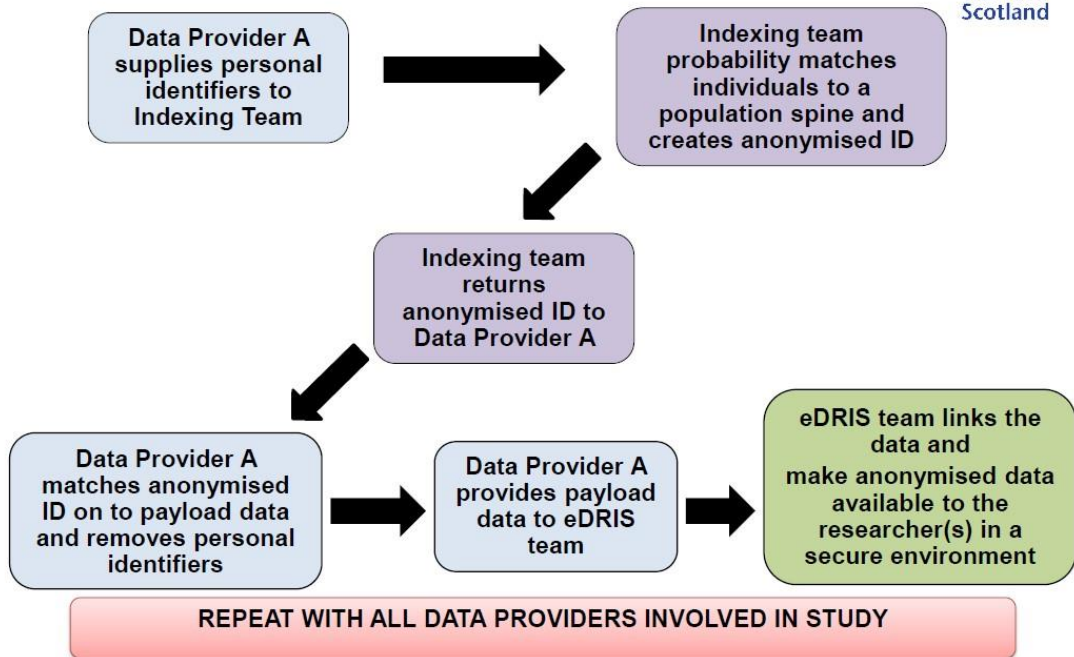 Scotland
Data Provider A
supplies personal
identifiers to
Indexing Team
Indexing team
probability matches
individuals to a
population spine and
creates anonymised ID
Indexing team
returns
anonymised ID to
Data Provider A
Data Provider A
matches anonymised
ID on to payload data
and removes personal
identifiers
Data Provider A
provides payload
data to eDRIS
team
eDRIS team links the
data and
make anonymised data
available to the
researcher(s) in a
secure environment
REPEAT WITH ALL DATA PROVIDERS INVOLVED IN STUDY